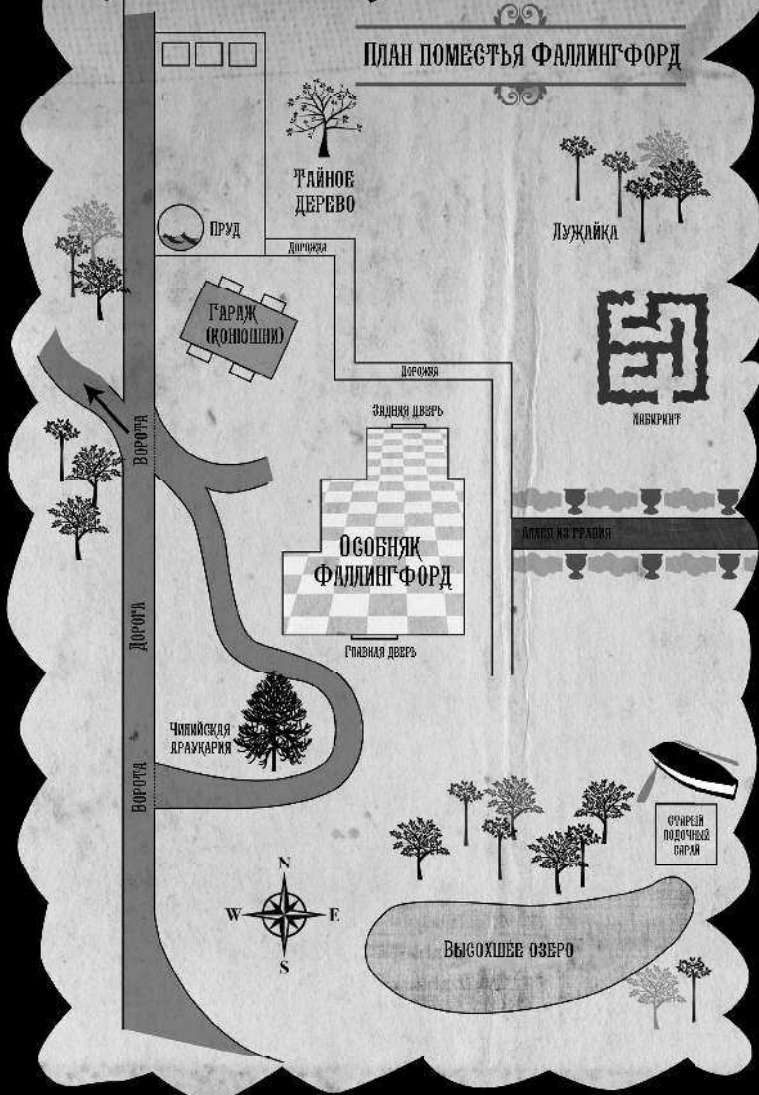 План поместья Фаллингфорд
Тайное
дерево
Лужайка
Пруд
Дорожка
Гараж
(конюшни)
Дорожка
Задняя дверь
Лабиринт
Ворота
Аллея из гравия
Особняк
Фаллингфорд
Дорога
Главная дверь
Чилийская
араукария
Ворота
Старый
лодочный
сарай
N
W
E
S
Высохшее озеро